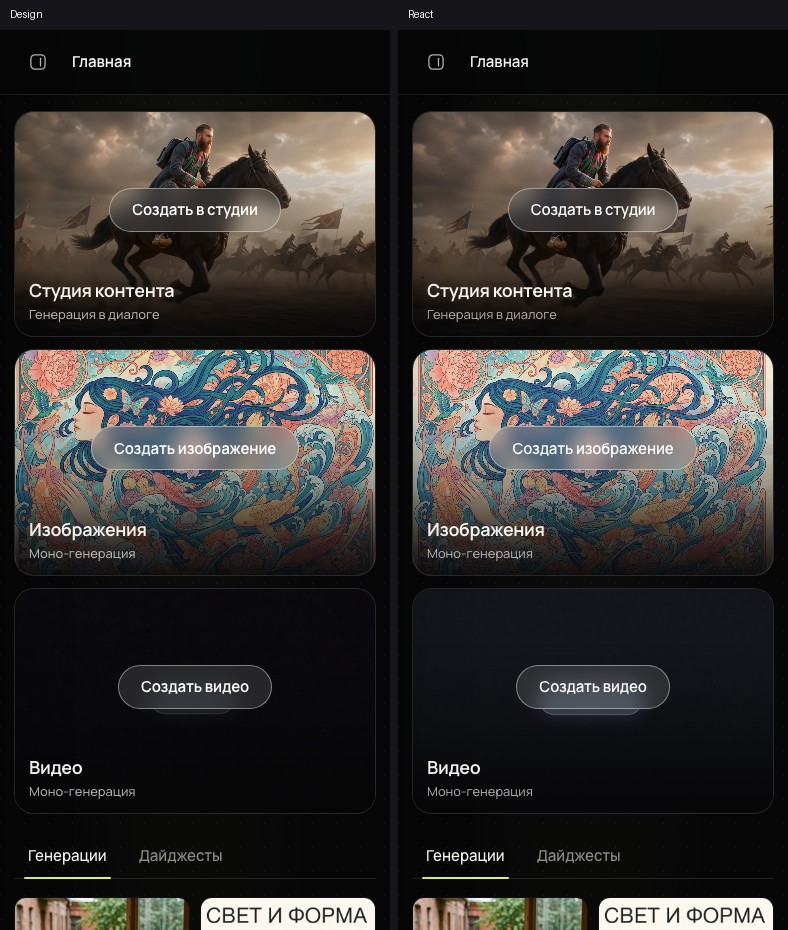 Design
Главная
Создать в студии
Студия контента
Генерация в диалоге
Создать изображение
Изображения
Моно-генерация
Создать видео
Видео
Моно-генерация
Генерации Дайджесты
СВЕТ И ФОРМА
React
Главная
Создать в студии
Студия контента
Генерация в диалоге
Создать изображение
Изображения
Моно-генерация
Создать видео
Видео
Моно-генерация
Генерации Дайджесты
СВЕТ И ФОРМА